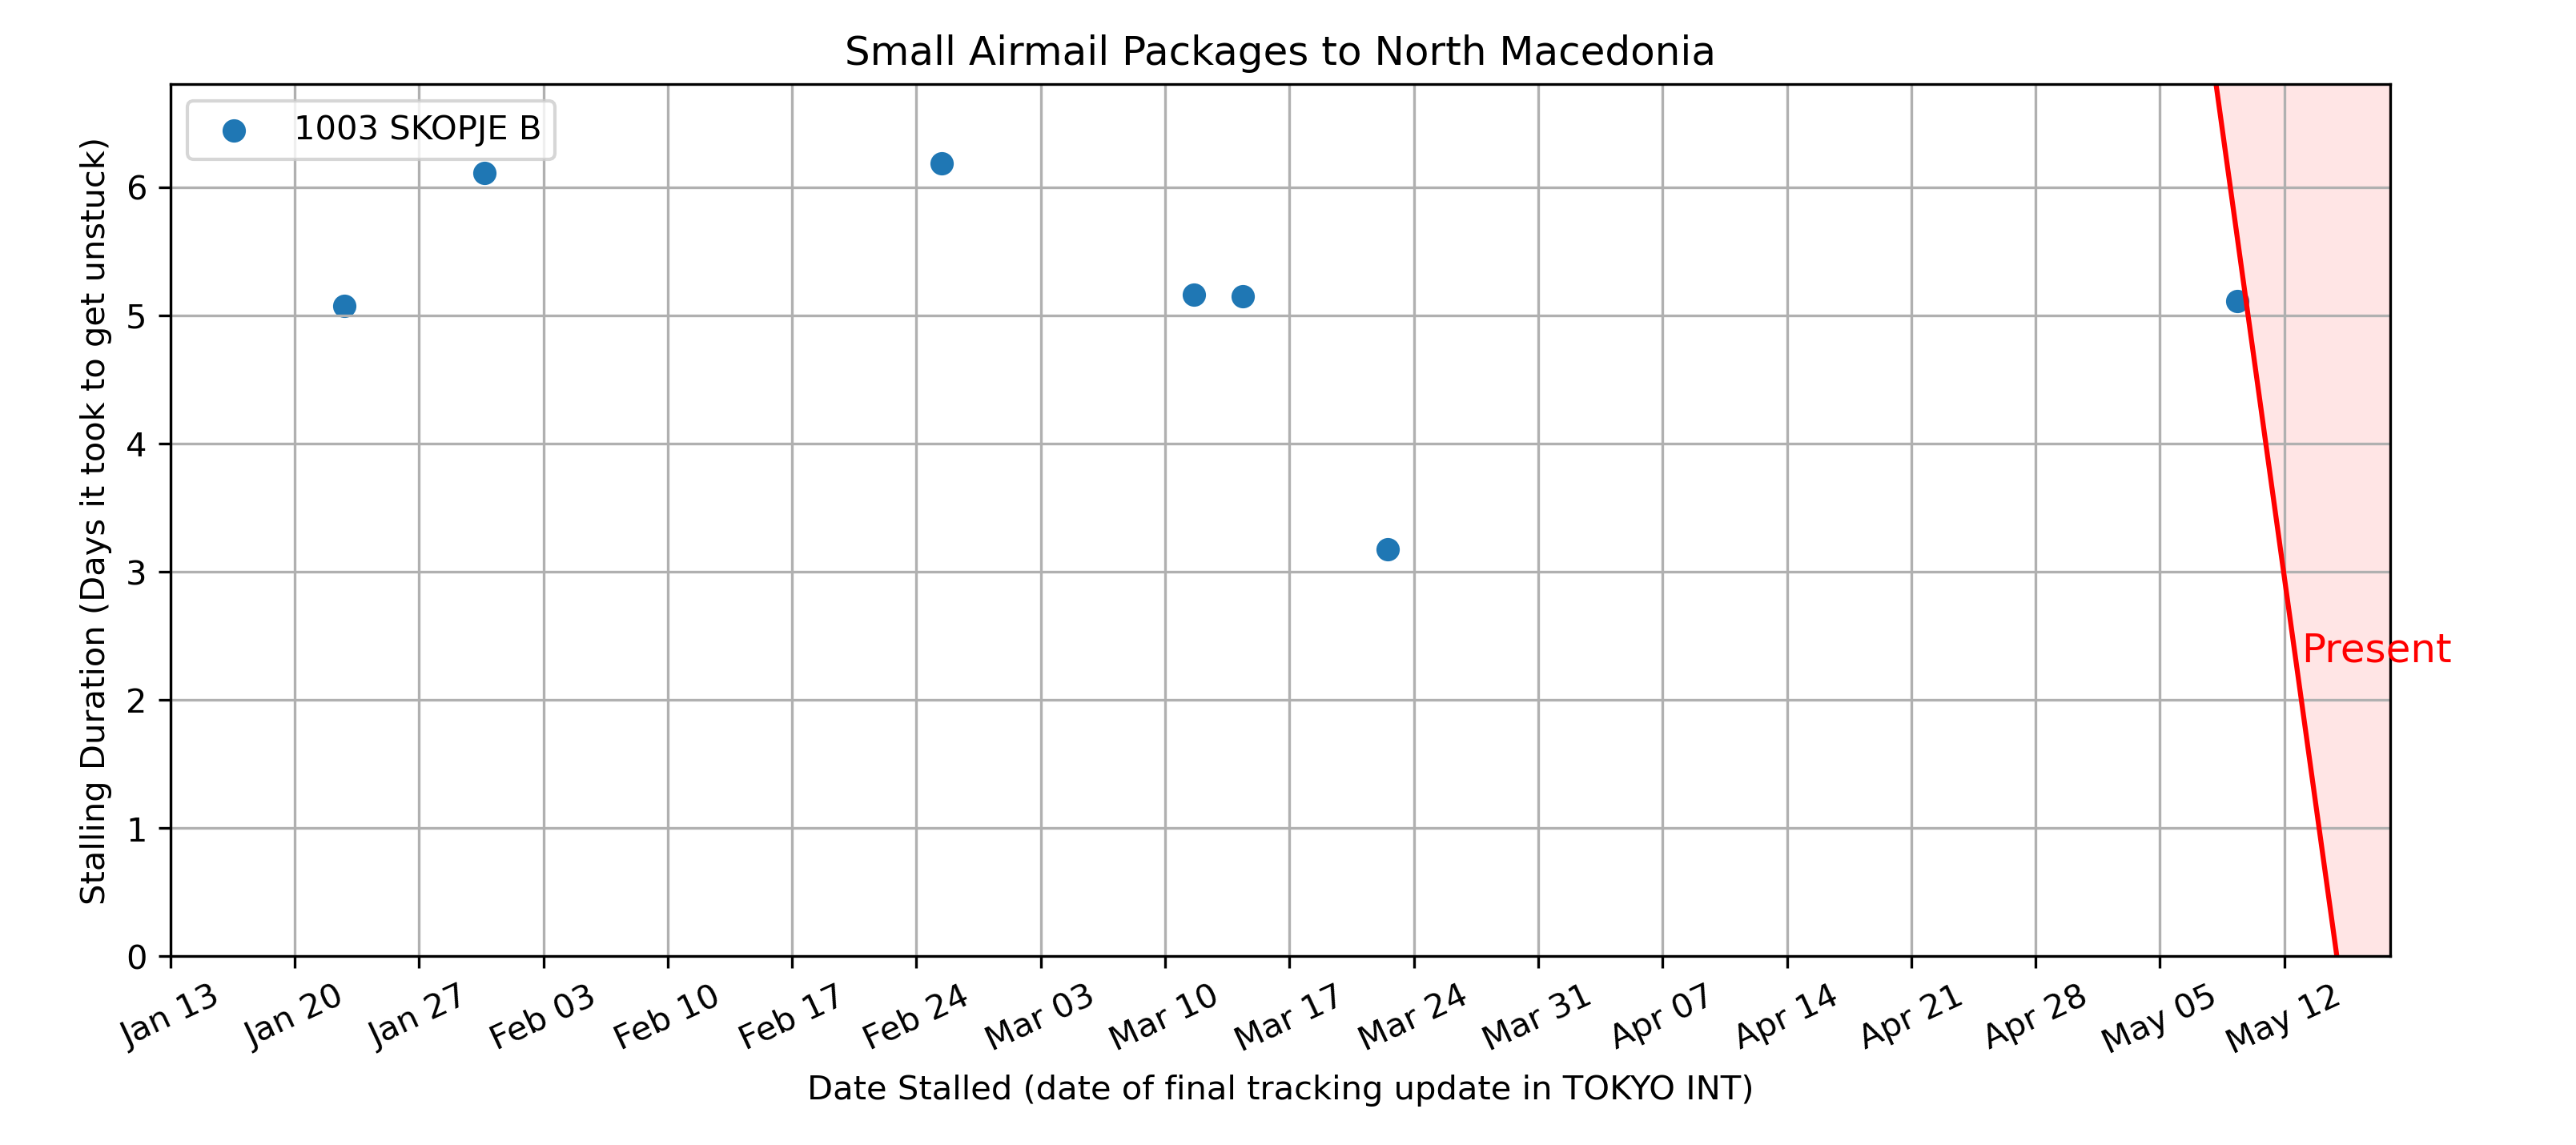 Small Airmail Packages to North Macedonia
1003 SKOPJE B
Stalling Duration (Days it took to get unstuck)
6
5
4
3
2
1
0
Present
Jan 13
Jan 20
Jan 27
Feb 03
Feb 10
Feb 17
Feb 24
Mar 03
Mar 10
Mar 17
Mar 24
Mar 31
Apr 07
Apr 14
Apr 21
Apr 28
May 05
May 12
Date Stalled (date of final tracking update in TOKYO INT)